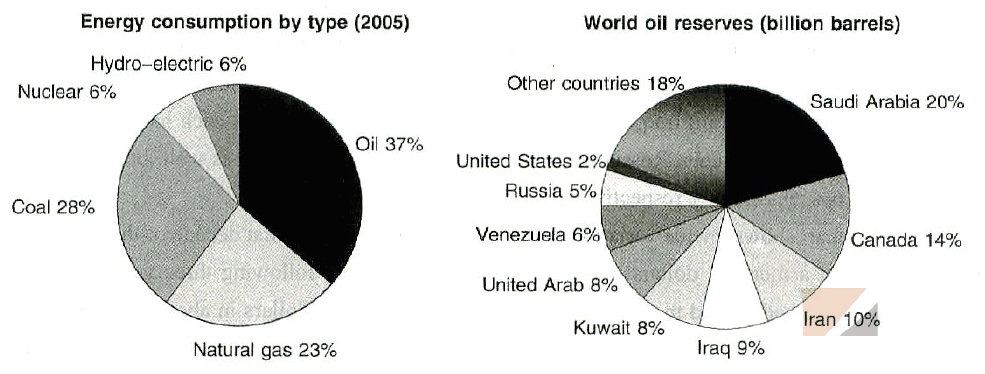 Energy consumption by type (2005)
Hydro–electric 6%
Nuclear 6%
Oil 37%
Coal 28%
Natural gas 23%
World oil reserves (billion barrels)
Other countries 18%
Saudi Arabia 20%
United States 2%
Russia 5%
Canada 14%
Venezuela 6%
United Arab 8%
Iran 10%
Kuwait 8%
Iraq 9%